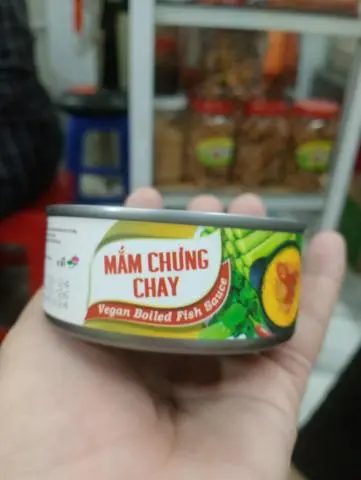 MẮM CHƯNG
CHAY
Vegan Boiled Fish Sauce